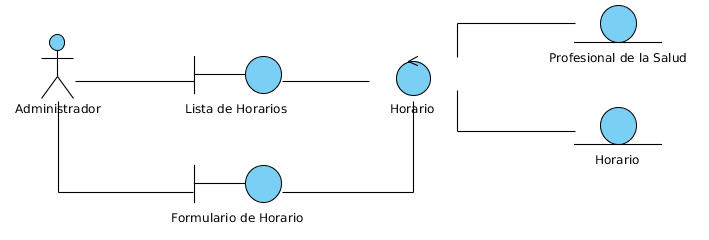 Profesional de la Salud
Administrador
Lista de Horarios
Horario
Horario
Formulario de Horario